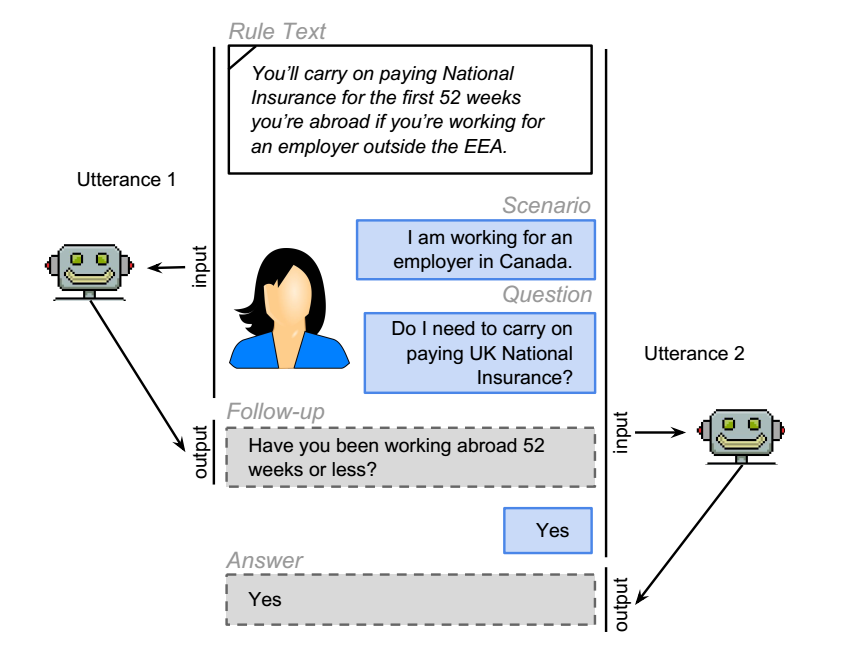 Rule Text
You'll carry on paying National
Insurance for the first 52 weeks
you're abroad if you're working for
an employer outside the EEA.
Utterance 1
Scenario
I am working for an
employer in Canada.
input
Question
Do I need to carry on
paying UK National
Insurance?
Utterance 2
Follow-up
Have you been working abroad 52
weeks or less?
output
input
Yes
Answer
Yes
output